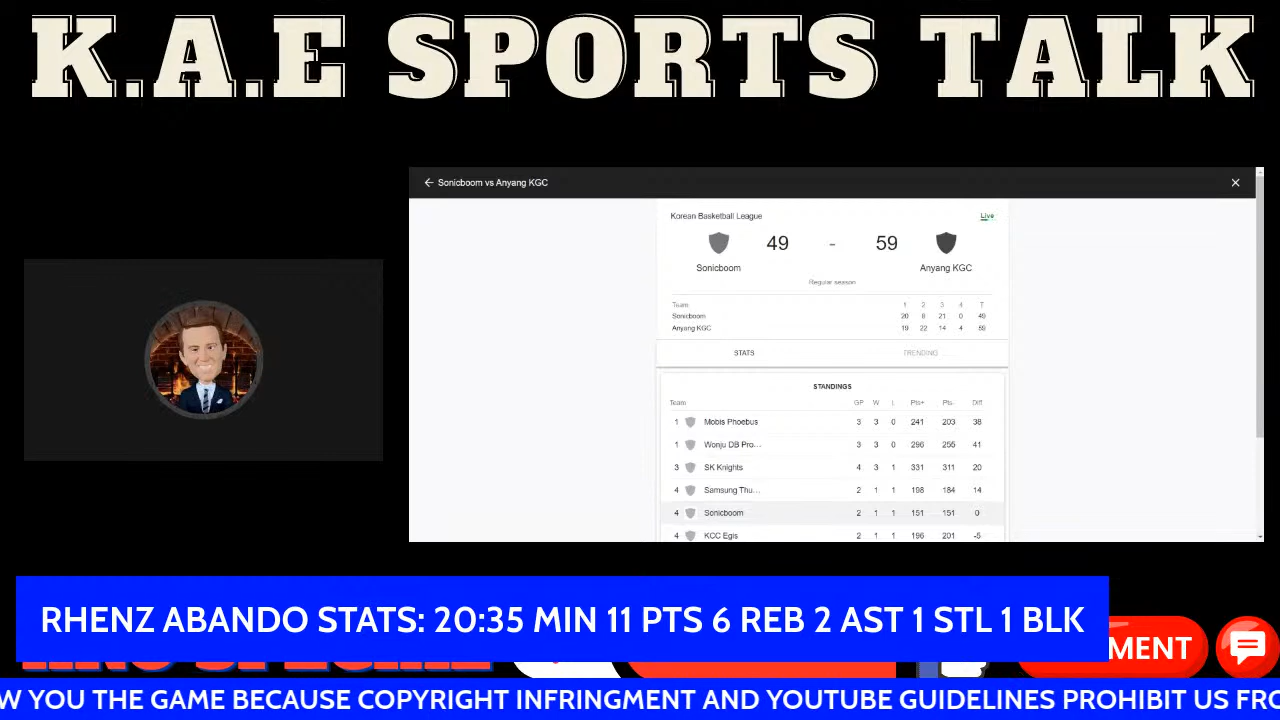 K.A.E SPORTS TALK
Sonicboom vs Anyang KGC
Korean Basketball League Live
49 - 59
Sonicboom Anyang KGC
Regular season
Team 1 2 3 4 T
Sonicboom 20 8 21 0 49
Anyang KGC 19 22 14 4 59
STATS TRENDING
STANDINGS
Team GP W L Pts+ Pts- Diff
1 Mobis Phoebus 3 3 0 241 203 38
1 Wonju DB Pro... 3 3 0 296 255 41
3 SK Knights 4 3 1 331 311 20
4 Samsung Thu... 2 1 1 198 184 14
4 Sonicboom 2 1 1 151 151 0
4 KCC Egis 2 1 1 196 201 -5
RHENZ ABANDO STATS: 20:35 MIN 11 PTS 6 REB 2 AST 1 STL 1 BLK
MENT
W YOU THE GAME BECAUSE COPYRIGHT INFRINGMENT AND YOUTUBE GUIDELINES PROHIBIT US FRO